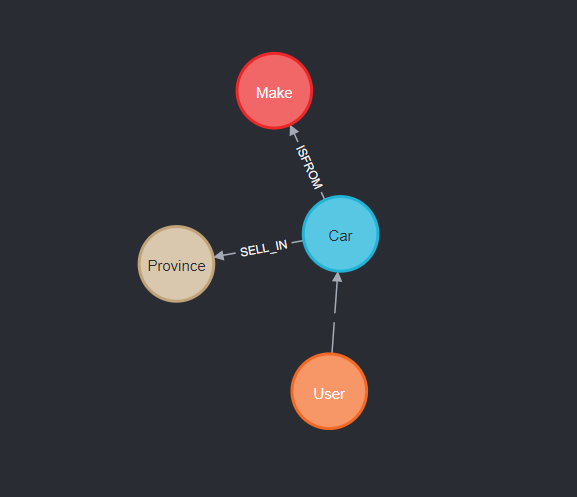 Make
ISFROM
Car
SELL_IN
Province
User